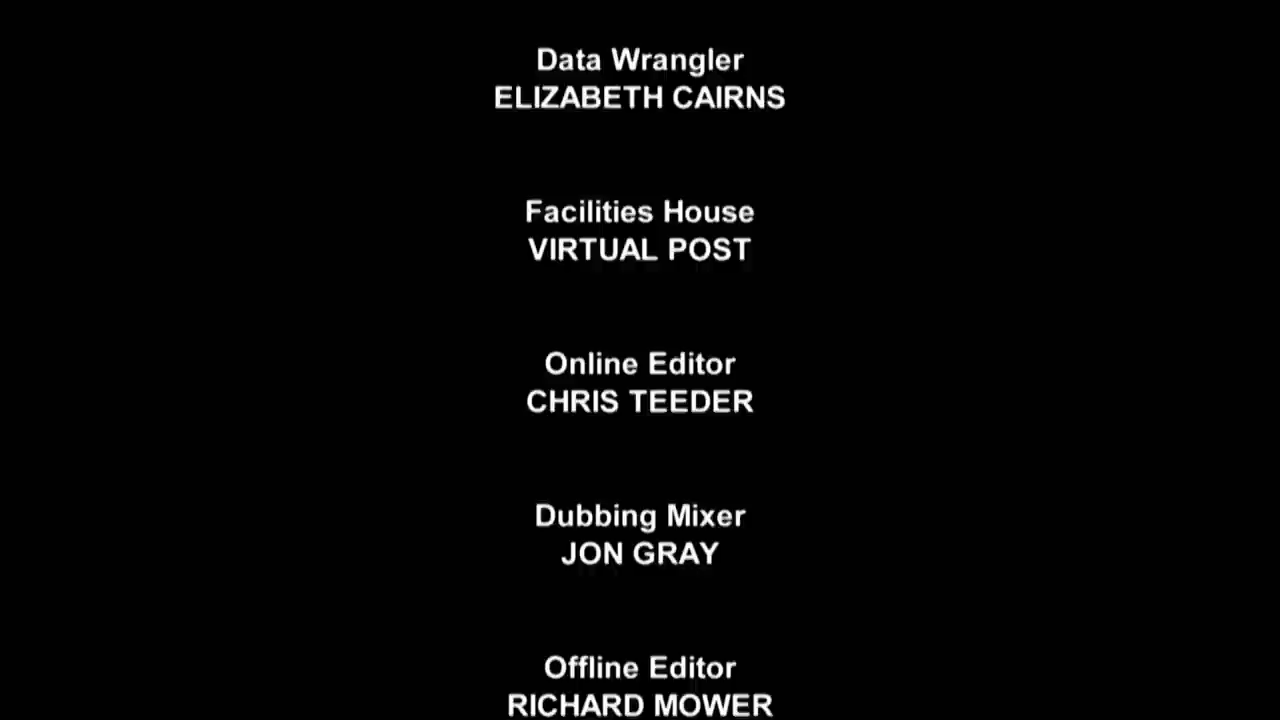 Data Wrangler
ELIZABETH CAIRNS
Facilities House
VIRTUAL POST
Online Editor
CHRIS TEEDER
Dubbing Mixer
JON GRAY
Offline Editor
RICHARD MOWER